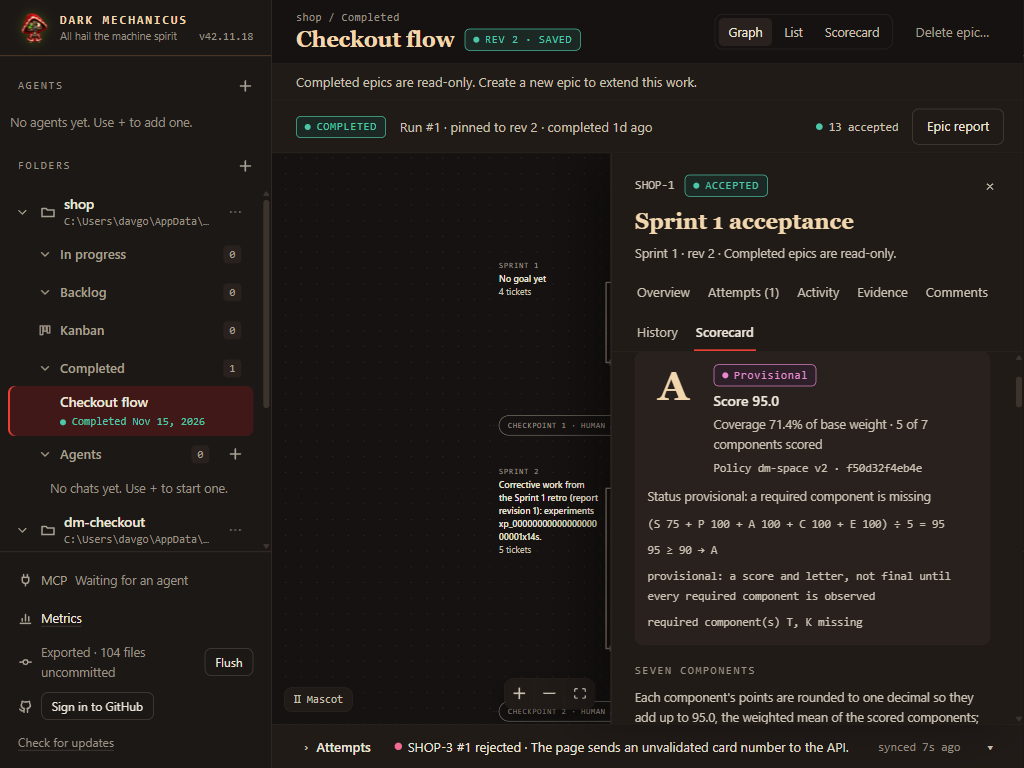 DARK MECHANICUS
All hail the machine spirit v42.11.18
AGENTS
No agents yet. Use + to add one.
FOLDERS
shop
C:\Users\davgo\AppData\…
In progress 0
Backlog 0
Kanban 0
Completed 1
Checkout flow
Completed Nov 15, 2026
Agents 0
No chats yet. Use + to start one.
dm-checkout
C:\Users\davgo\AppData\…
MCP Waiting for an agent
Metrics
Exported · 104 files
uncommitted
Flush
Sign in to GitHub
Check for updates
shop / Completed
Checkout flow
REV 2 · SAVED
Graph List Scorecard
Delete epic…
Completed epics are read-only. Create a new epic to extend this work.
COMPLETED Run #1 · pinned to rev 2 · completed 1d ago
13 accepted
Epic report
SPRINT 1
No goal yet
4 tickets
CHECKPOINT 1 · HUMAN
SPRINT 2
Corrective work from
the Sprint 1 retro (report
revision 1): experiments
xp_00000000000000000
00001x14s.
5 tickets
CHECKPOINT 2 · HUMAN
Mascot
SHOP-1 ACCEPTED
Sprint 1 acceptance
Sprint 1 · rev 2 · Completed epics are read-only.
Overview Attempts (1) Activity Evidence Comments
History Scorecard
A
Provisional
Score 95.0
Coverage 71.4% of base weight · 5 of 7
components scored
Policy dm-space v2 · f50d32f4eb4e
Status provisional: a required component is missing
(S 75 + P 100 + A 100 + C 100 + E 100) ÷ 5 = 95
95 ≥ 90 → A
provisional: a score and letter, not final until
every required component is observed
required component(s) T, K missing
SEVEN COMPONENTS
Each component's points are rounded to one decimal so they
add up to 95.0, the weighted mean of the scored components;
Attempts SHOP-3 #1 rejected · The page sends an unvalidated card number to the API. synced 7s ago